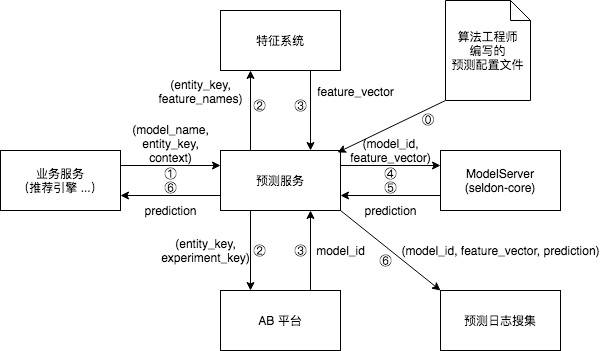 特征系统
算法工程师
编写的
预测配置文件
(entity_key,
feature_names)
②
③
feature_vector
⓪
(model_name,
entity_key,
context)
①
⑥
prediction
业务服务
(推荐引擎 ...)
预测服务
(model_id,
feature_vector)
④
⑤
prediction
ModelServer
(seldon-core)
(entity_key,
experiment_key)
②
③
model_id
⑥
(model_id, feature_vector, prediction)
AB 平台
预测日志搜集